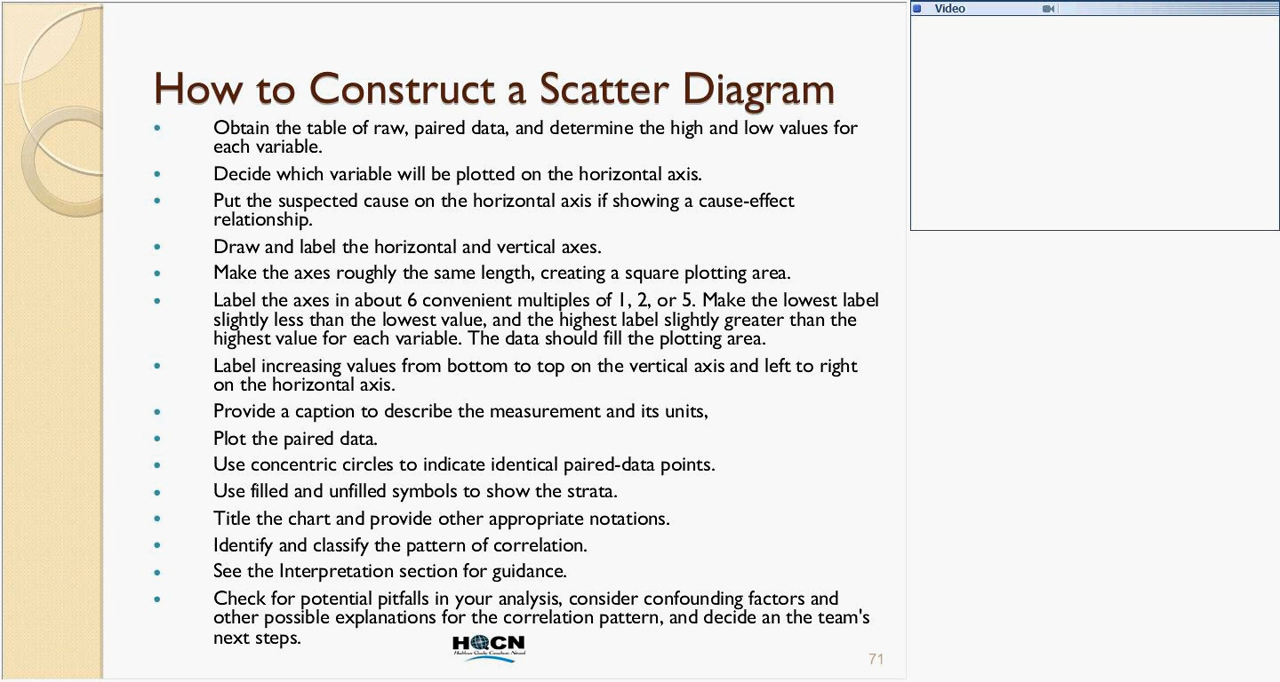 Video
How to Construct a Scatter Diagram
• Obtain the table of raw, paired data, and determine the high and low values for
each variable.
• Decide which variable will be plotted on the horizontal axis.
• Put the suspected cause on the horizontal axis if showing a cause-effect
relationship.
• Draw and label the horizontal and vertical axes.
• Make the axes roughly the same length, creating a square plotting area.
• Label the axes in about 6 convenient multiples of 1, 2, or 5. Make the lowest label
slightly less than the lowest value, and the highest label slightly greater than the
highest value for each variable. The data should fill the plotting area.
• Label increasing values from bottom to top on the vertical axis and left to right
on the horizontal axis.
• Provide a caption to describe the measurement and its units,
• Plot the paired data.
• Use concentric circles to indicate identical paired-data points.
• Use filled and unfilled symbols to show the strata.
• Title the chart and provide other appropriate notations.
• Identify and classify the pattern of correlation.
• See the Interpretation section for guidance.
• Check for potential pitfalls in your analysis, consider confounding factors and
other possible explanations for the correlation pattern, and decide an the team's
next steps.
HQCN
71